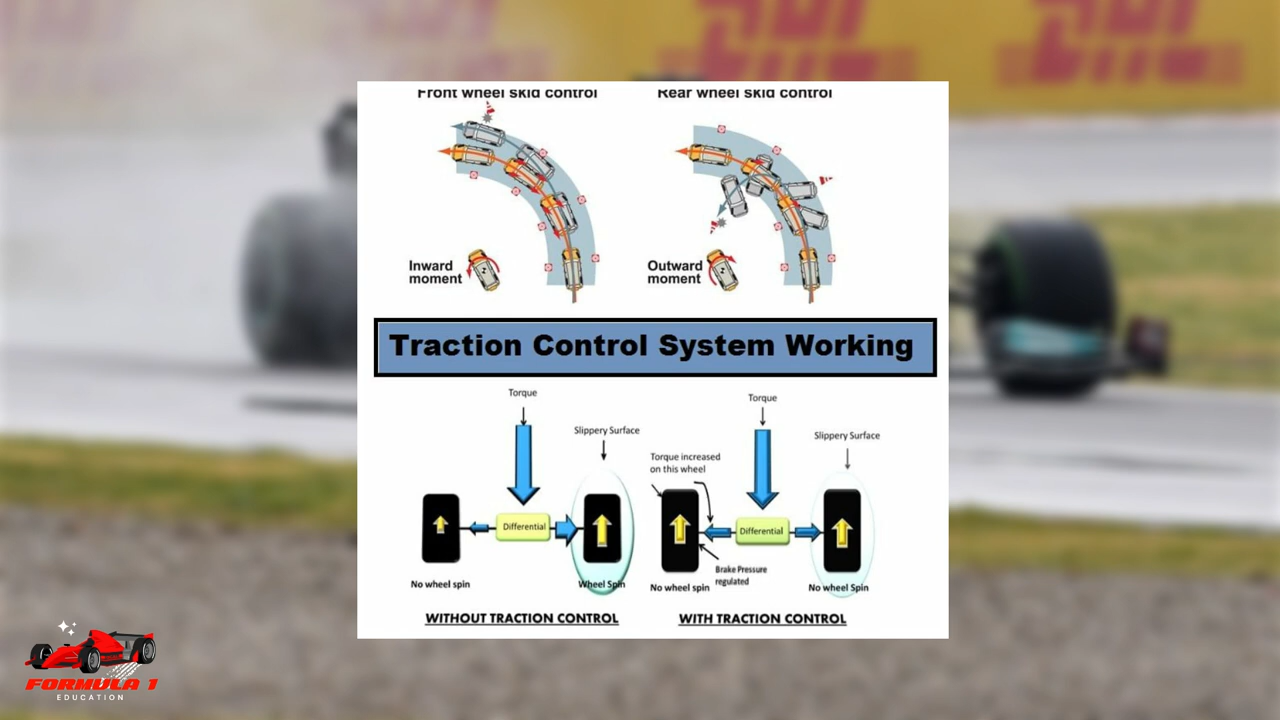 Front wheel skid control
Rear wheel skid control
Inward
moment
Outward
moment
Traction Control System Working
Torque
Slippery Surface
Differential
No wheel spin
Wheel Spin
WITHOUT TRACTION CONTROL
Torque
Slippery Surface
Torque increased
on this wheel
Differential
Brake Pressure
regulated
No wheel spin
No wheel Spin
WITH TRACTION CONTROL
FORMULA 1
EDUCATION